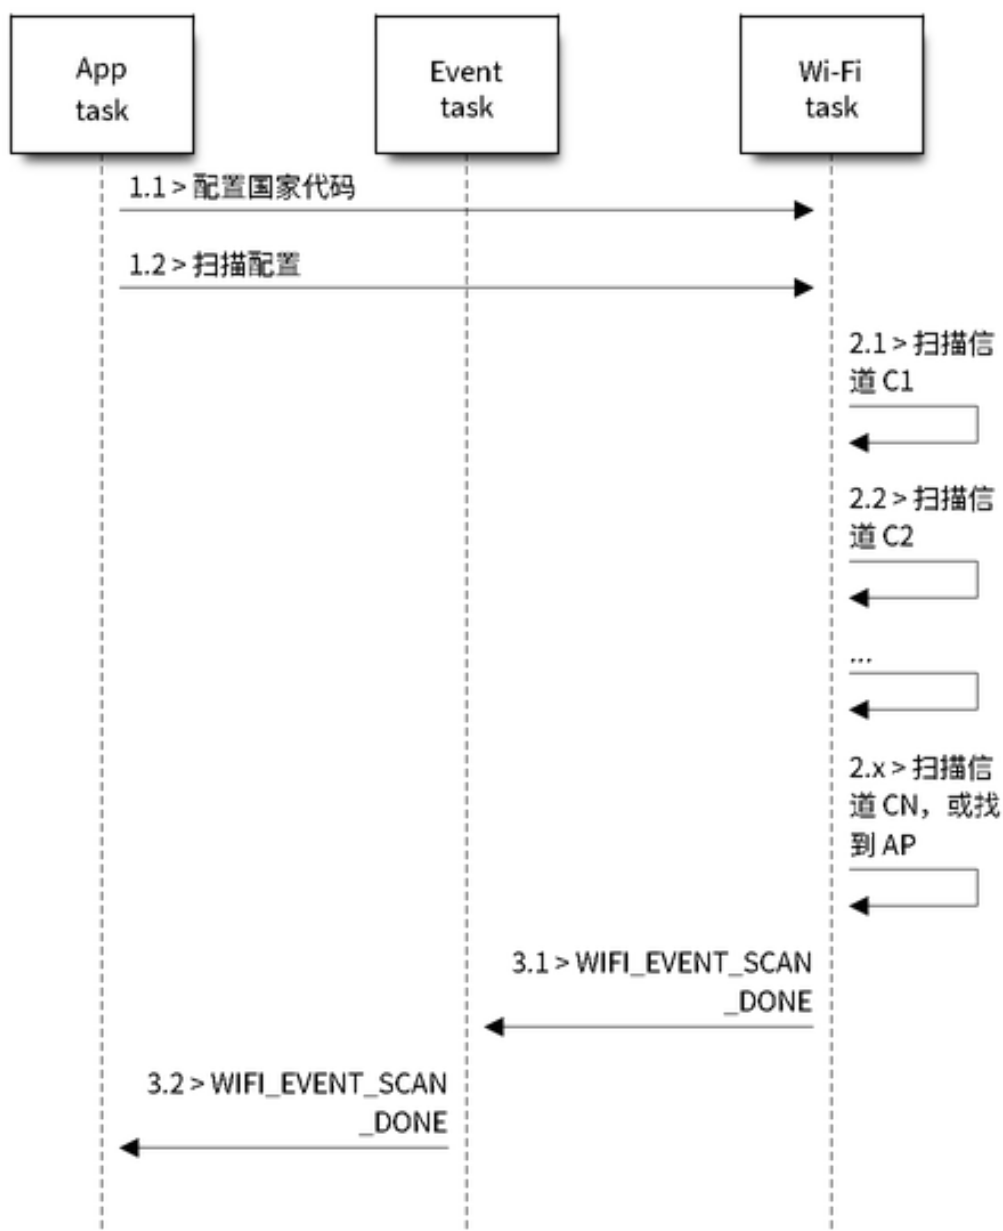 App
task
Event
task
Wi-Fi
task
1.1 > 配置国家代码
1.2 > 扫描配置
2.1 > 扫描信
道 C1
2.2 > 扫描信
道 C2
...
2.x > 扫描信
道 CN，或找
到 AP
3.1 > WIFI_EVENT_SCAN
_DONE
3.2 > WIFI_EVENT_SCAN
_DONE